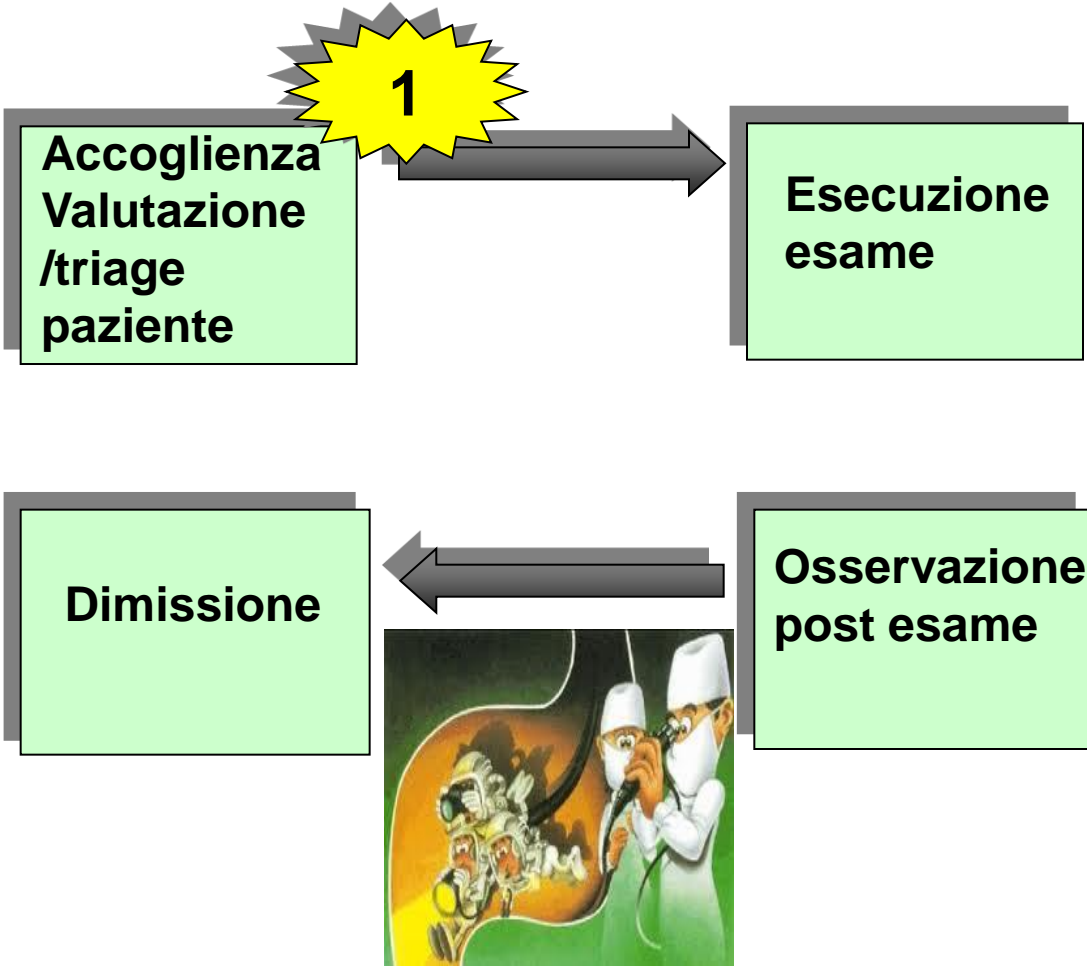 1
Accoglienza
Valutazione
/triage
paziente
Esecuzione
esame
Dimissione
Osservazione
post esame